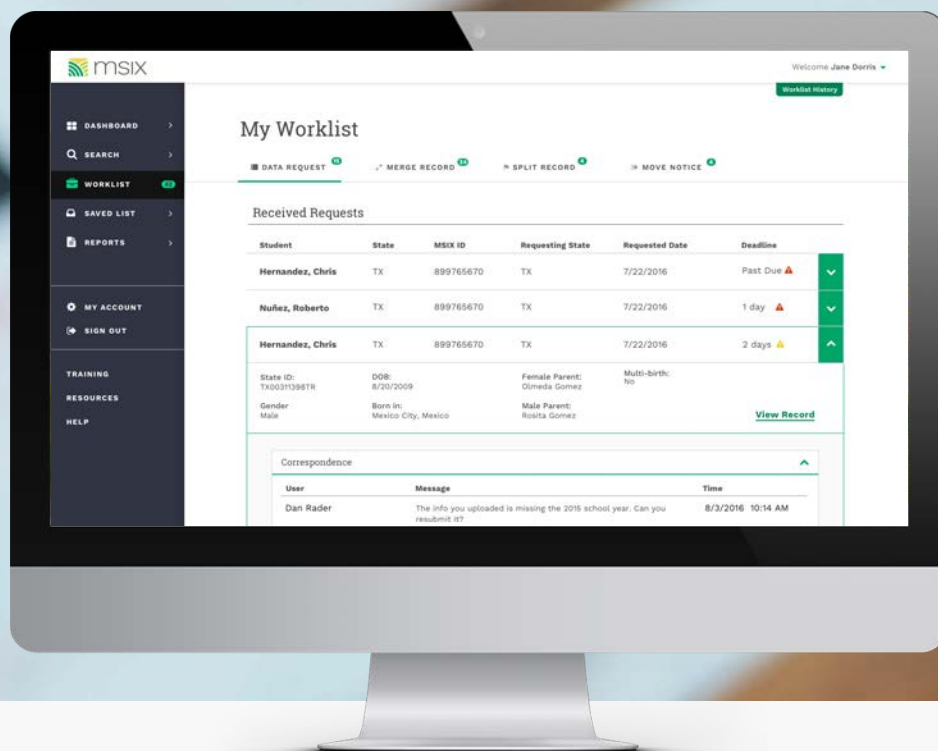 msix
Welcome Jane Dorris
Worklist History
DASHBOARD
SEARCH
WORKLIST
SAVED LIST
REPORTS
MY ACCOUNT
SIGN OUT
TRAINING
RESOURCES
HELP
My Worklist
DATA REQUEST MERGE RECORD SPLIT RECORD MOVE NOTICE
Received Requests
Student State MSIX ID Requesting State Requested Date Deadline
Hernandez, Chris TX 899765670 TX 7/22/2016 Past Due
Nuñez, Roberto TX 899765670 TX 7/22/2016 1 day
Hernandez, Chris TX 899765670 TX 7/22/2016 2 days
State ID: DOB: Female Parent: Multi-birth:
TX00311398TR 8/20/2009 Olmeda Gomez No
Gender Born in: Male Parent:
Male Mexico City, Mexico Rosita Gomez View Record
Correspondence
User Message Time
Dan Rader The info you uploaded is missing the 2015 school year. Can you 8/3/2016 10:14 AM
resubmit it?